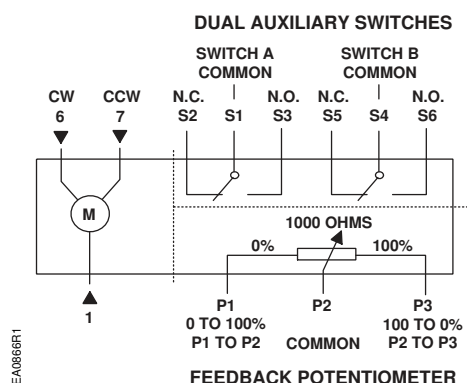 DUAL AUXILIARY SWITCHES
SWITCH A COMMON
SWITCH B COMMON
CW 6
CCW 7
N.C. S2
S1
N.O. S3
N.C. S5
S4
N.O. S6
M
1000 OHMS
0%
100%
1
P1
0 TO 100%
P1 TO P2
P2
COMMON
P3
100 TO 0%
P2 TO P3
EA0866R1
FEEDBACK POTENTIOMETER